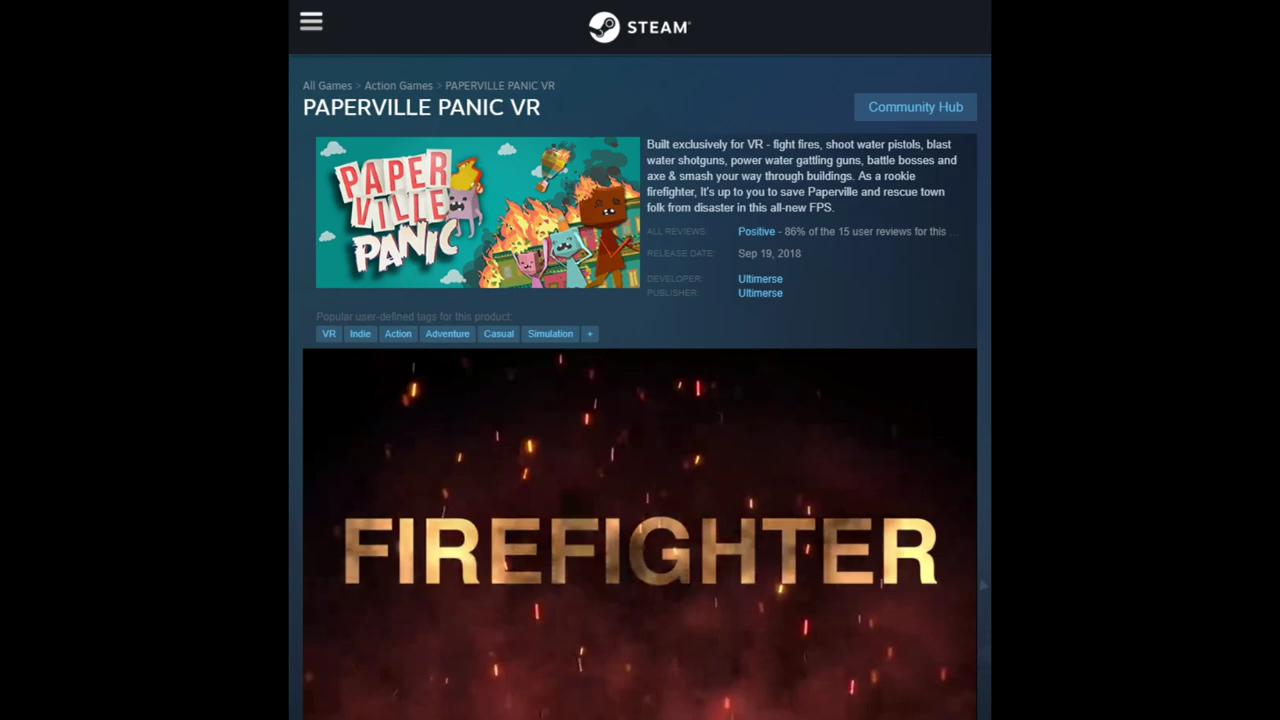 STEAM®
All Games > Action Games > PAPERVILLE PANIC VR
PAPERVILLE PANIC VR
Community Hub
PAPER
VILLE
PANIC
Built exclusively for VR - fight fires, shoot water pistols, blast
water shotguns, power water gattling guns, battle bosses and
axe & smash your way through buildings. As a rookie
firefighter, It's up to you to save Paperville and rescue town
folk from disaster in this all-new FPS.
ALL REVIEWS: Positive - 86% of the 15 user reviews for this ...
RELEASE DATE: Sep 19, 2018
DEVELOPER: Ultimerse
PUBLISHER: Ultimerse
Popular user-defined tags for this product:
VR Indie Action Adventure Casual Simulation +
FIREFIGHTER